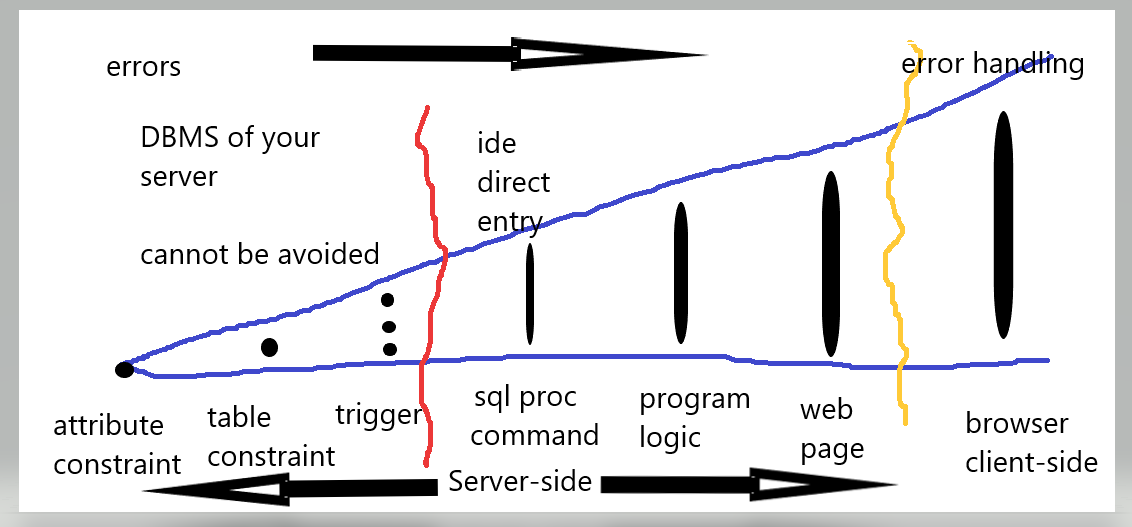 errors
error handling
DBMS of your
server
cannot be avoided
ide
direct
entry
attribute
constraint
table
constraint
trigger
sql proc
command
program
logic
web
page
browser
client-side
Server-side